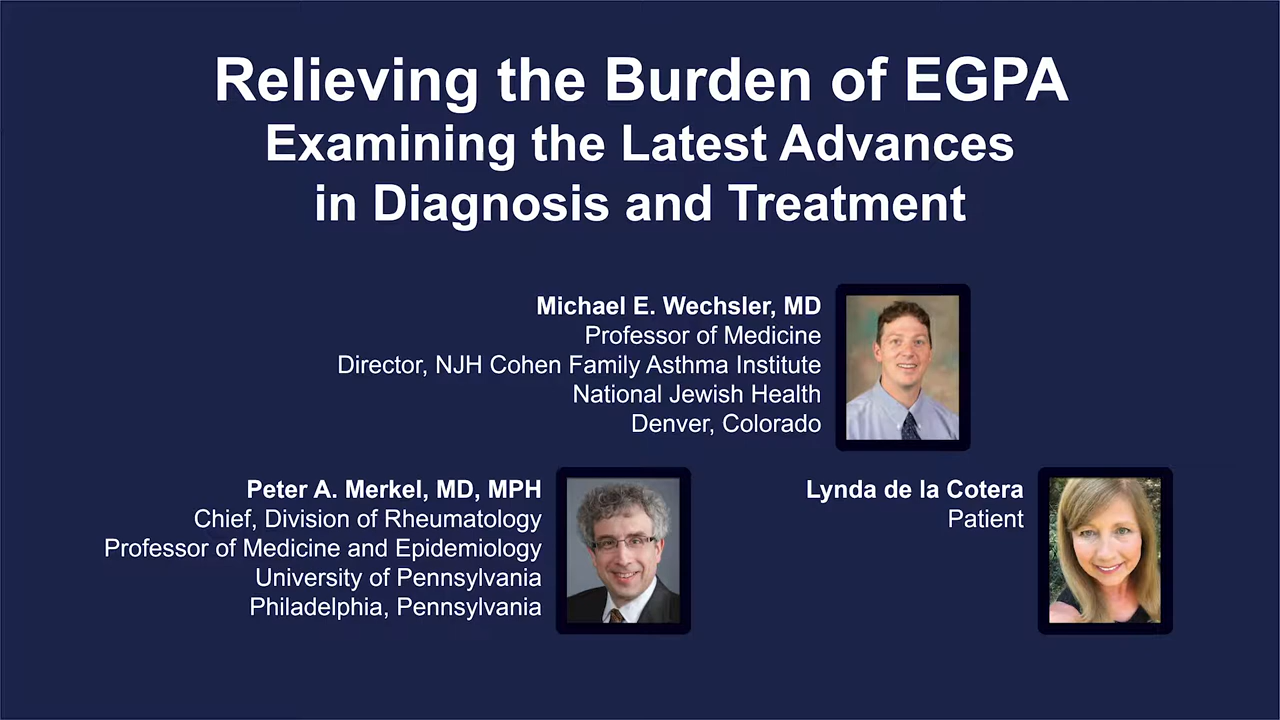 Relieving the Burden of EGPA
Examining the Latest Advances
in Diagnosis and Treatment
Michael E. Wechsler, MD
Professor of Medicine
Director, NJH Cohen Family Asthma Institute
National Jewish Health
Denver, Colorado
Peter A. Merkel, MD, MPH
Chief, Division of Rheumatology
Professor of Medicine and Epidemiology
University of Pennsylvania
Philadelphia, Pennsylvania
Lynda de la Cotera
Patient